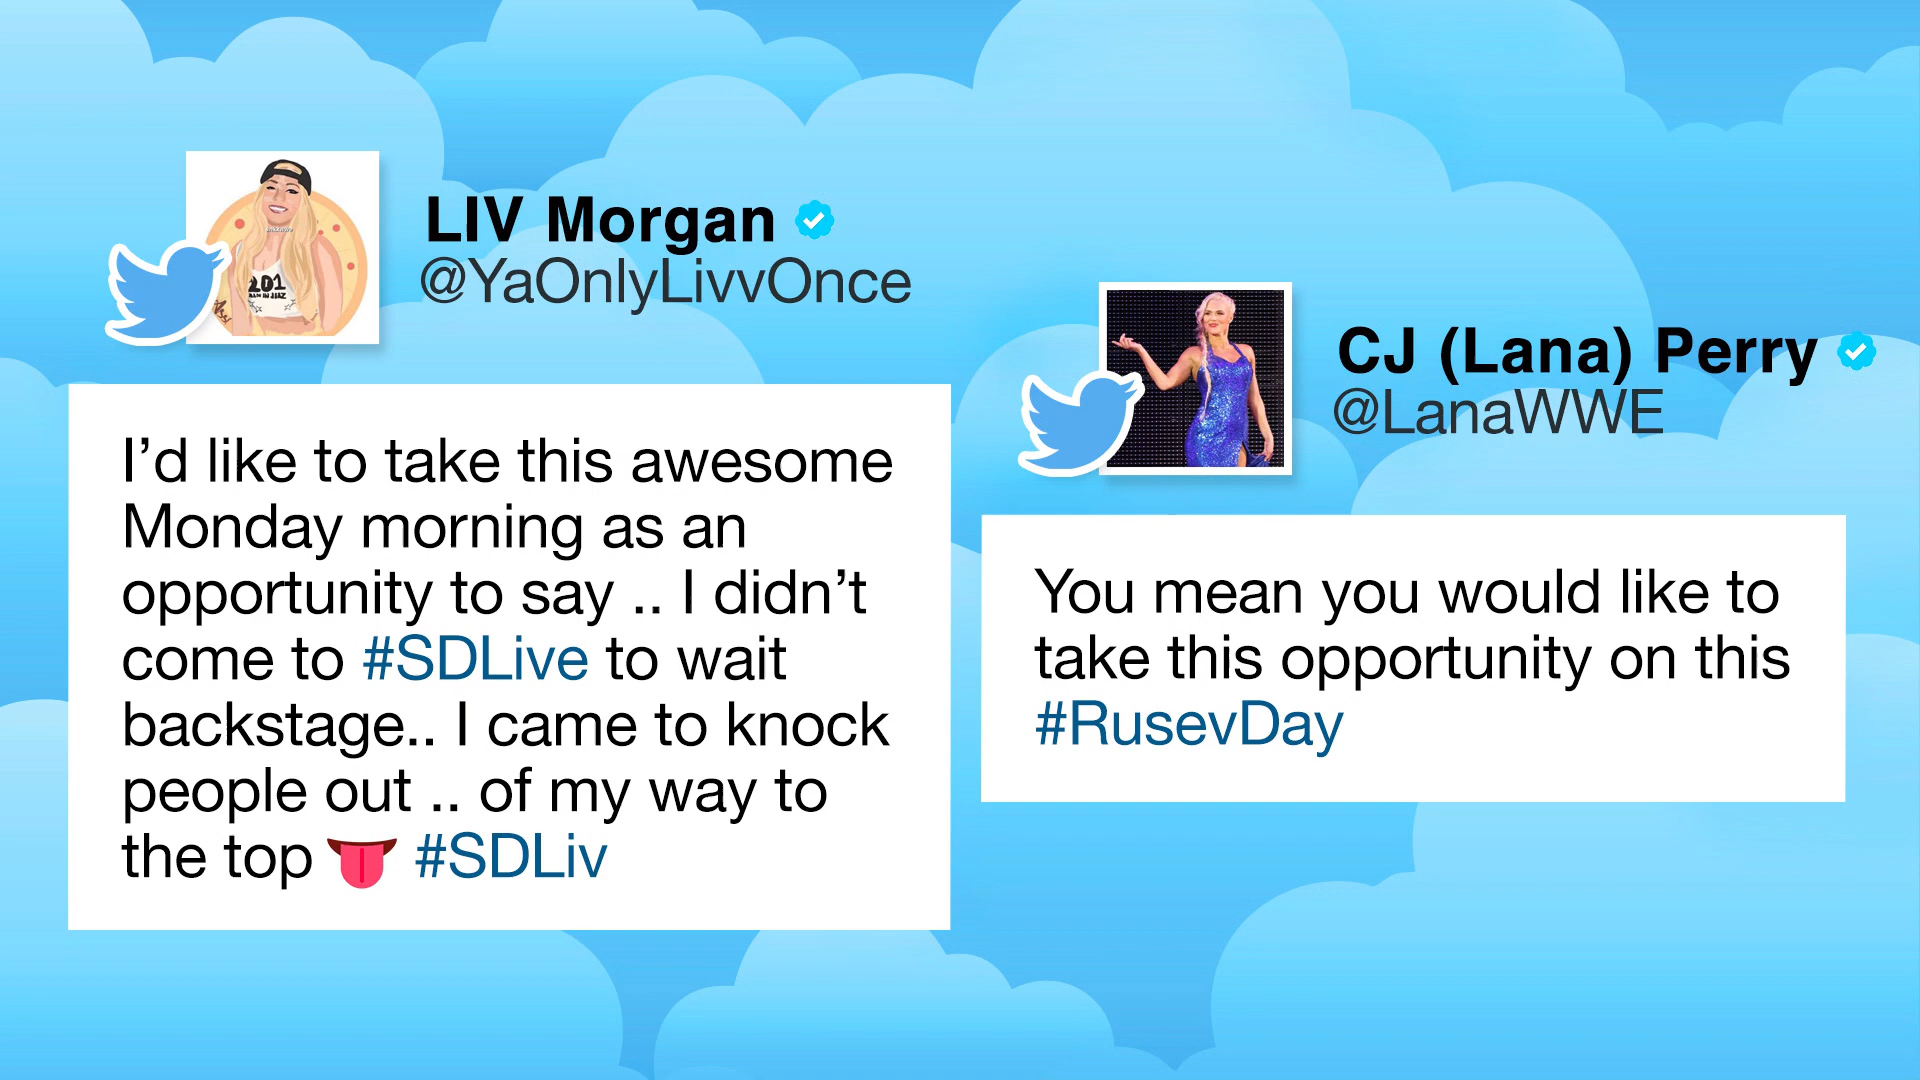 LIV Morgan
@YaOnlyLivvOnce
I’d like to take this awesome
Monday morning as an
opportunity to say .. I didn’t
come to #SDLive to wait
backstage.. I came to knock
people out .. of my way to
the top 👅 #SDLiv
201
CJ (Lana) Perry
@LanaWWE
You mean you would like to
take this opportunity on this
#RusevDay